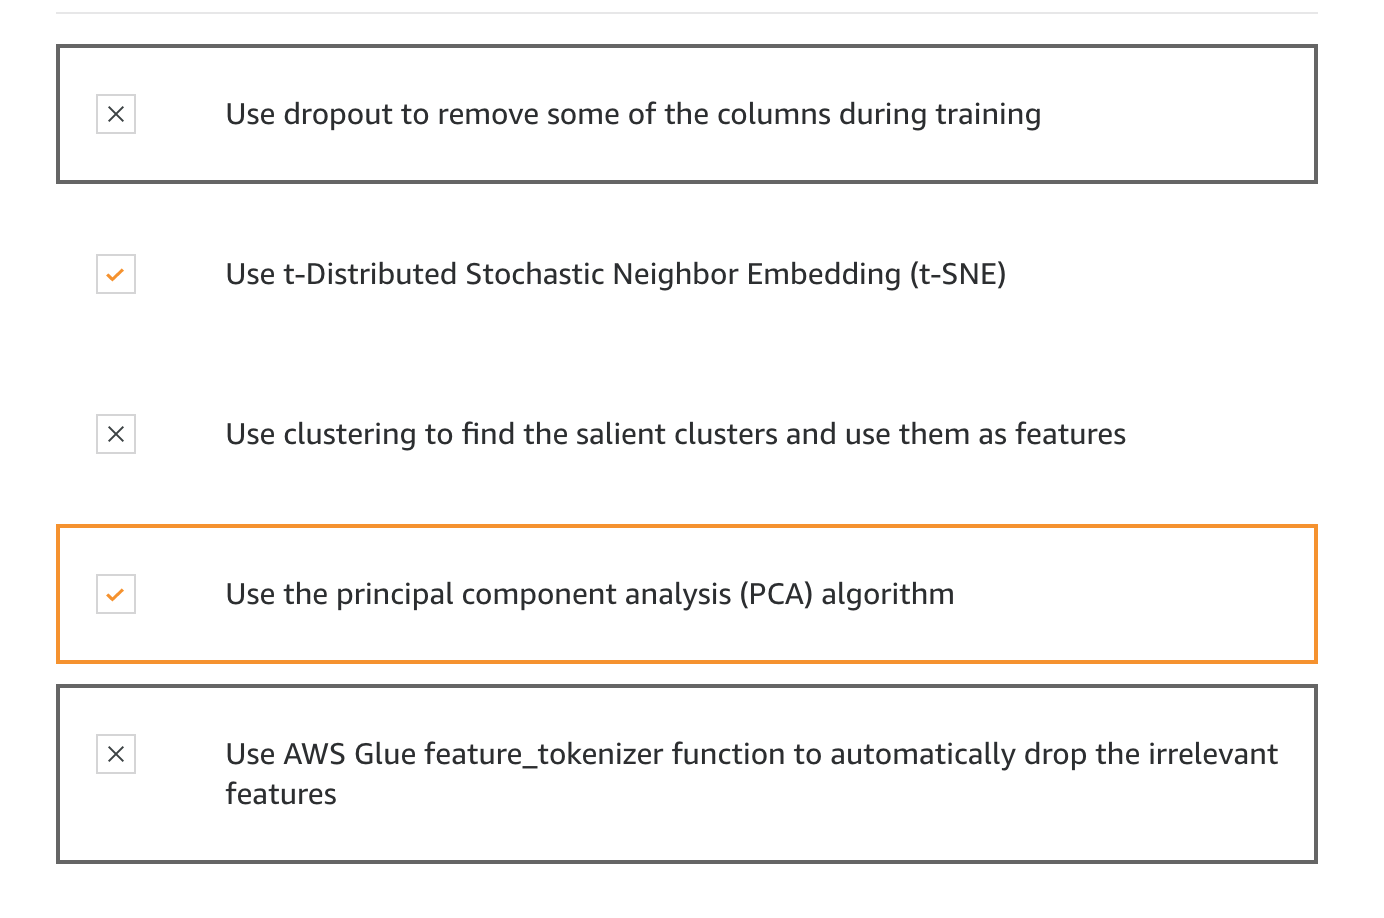 Use dropout to remove some of the columns during training
Use t-Distributed Stochastic Neighbor Embedding (t-SNE)
Use clustering to find the salient clusters and use them as features
Use the principal component analysis (PCA) algorithm
Use AWS Glue feature_tokenizer function to automatically drop the irrelevant
features